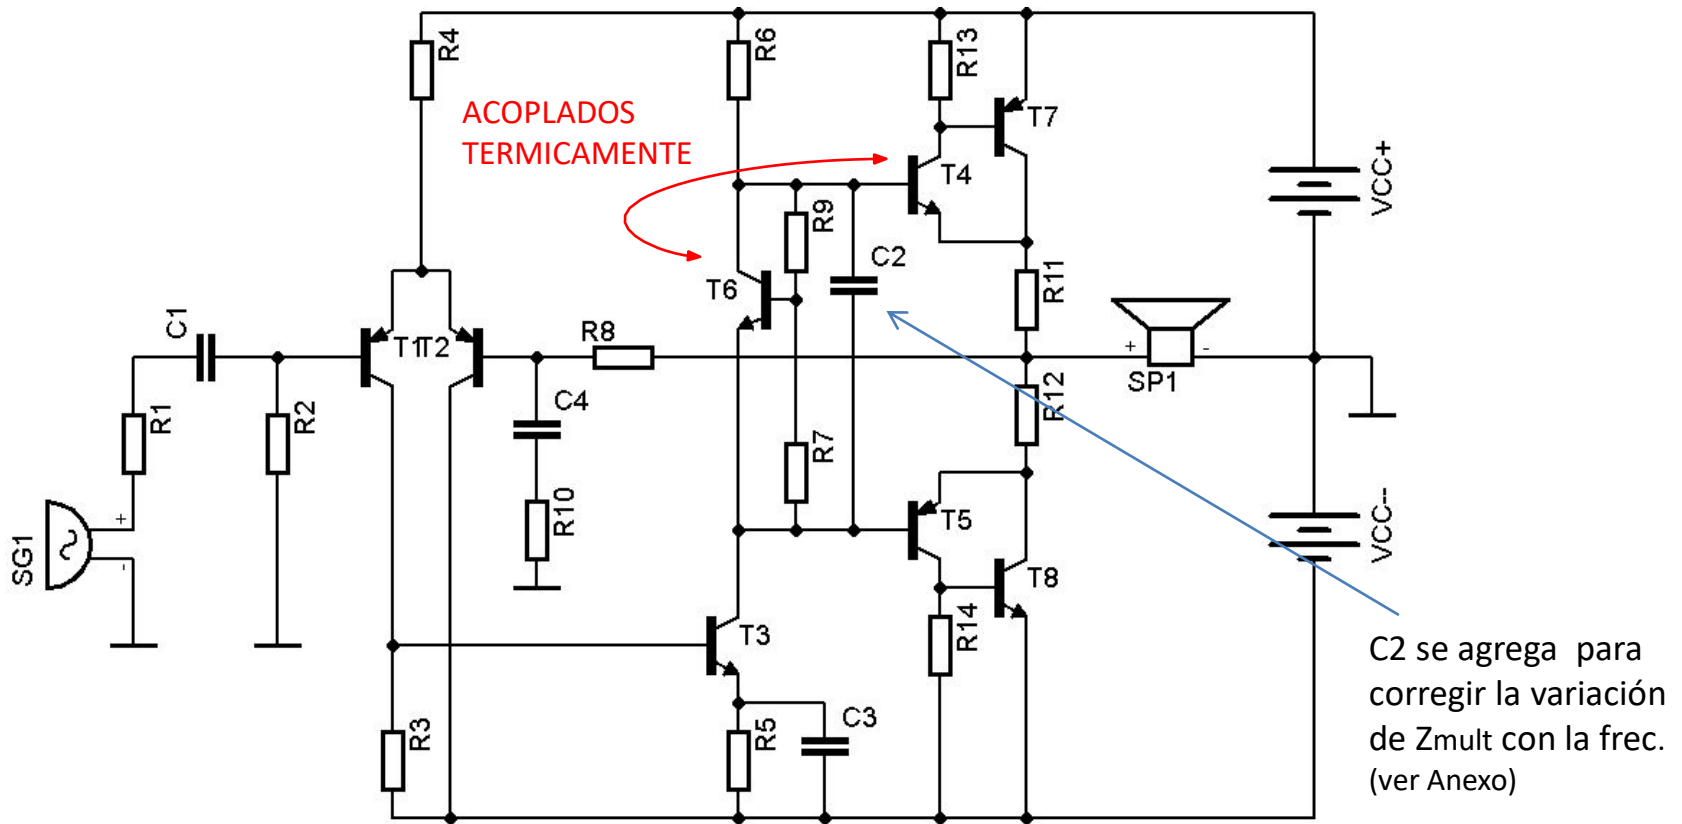 R4
R6
R13
ACOPLADOS
TERMICAMENTE
T7
T4
VCC+
R9
C2
R11
T6
C1
R8
T1
T2
+
-
SP1
R1
R2
C4
R12
R7
R10
T5
SG1
+
-
T8
VCC--
T3
R14
C2 se agrega para
corregir la variación
de Zmult con la frec.
(ver Anexo)
R3
R5
C3